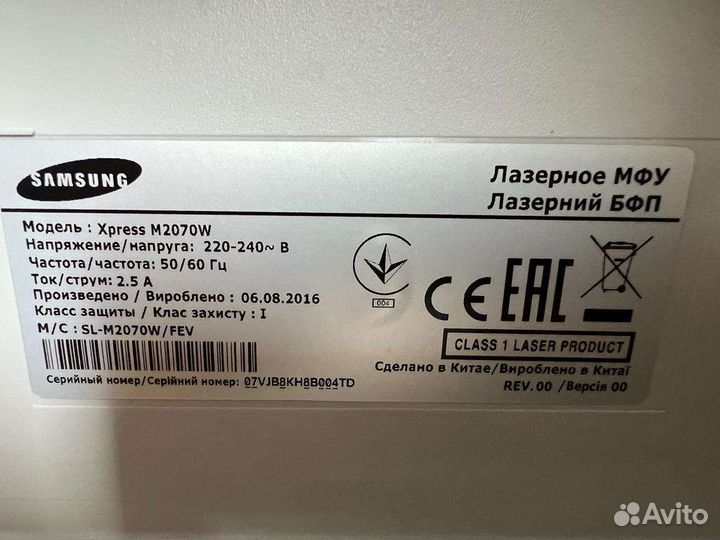 SAMSUNG
Лазерное МФУ
Лазерний БФП
Модель : Xpress M2070W
Напряжение/напруга: 220-240~ В
Частота/частота: 50/60 Гц
Ток/струм: 2.5 А
Произведено / Вироблено : 06.08.2016
Класс защиты / Клас захисту : I
M/C : SL-M2070W/FEV
Серийный номер/Серійний номер: 07VJB8KH8B004TD
004
CE EAC
CLASS 1 LASER PRODUCT
Сделано в Китае/Вироблено в Китаї
REV.00 /Версія 00
Avito